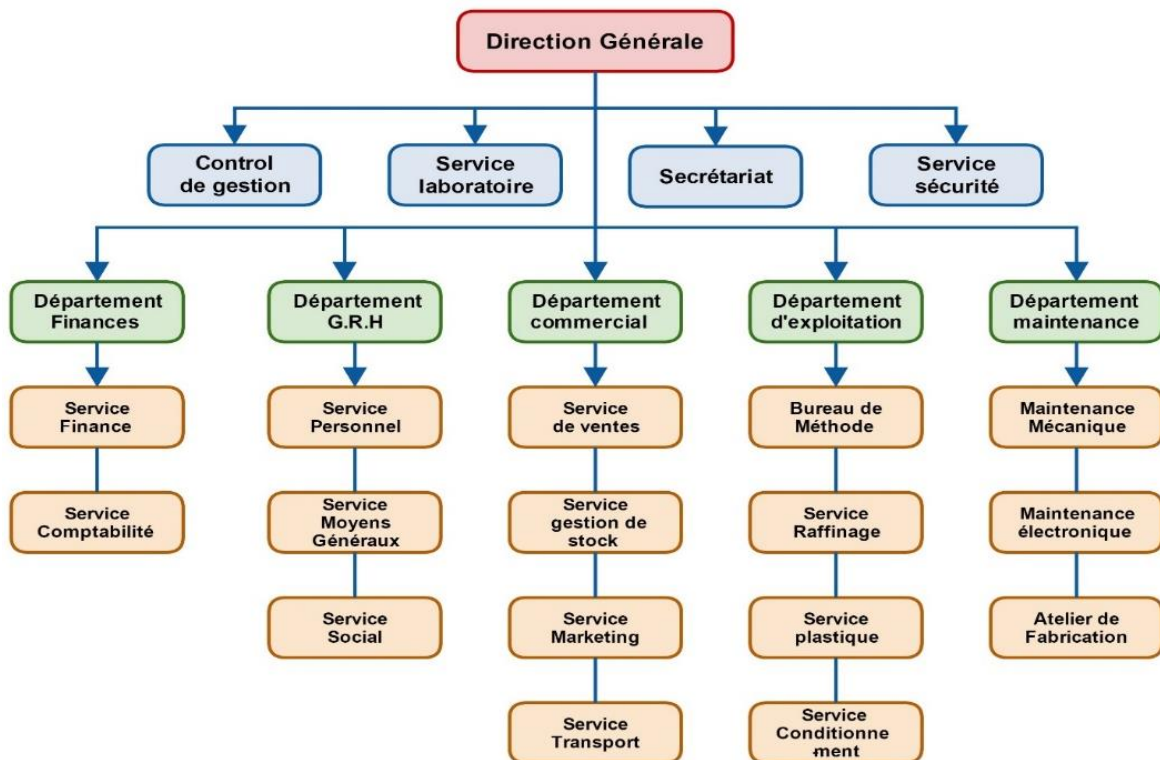 Direction Générale
Control
de gestion
Service
laboratoire
Secrétariat
Service
sécurité
Département
Finances
Département
G.R.H
Département
commercial
Département
d'exploitation
Département
maintenance
Service
Finance
Service
Personnel
Service
de ventes
Bureau de
Méthode
Maintenance
Mécanique
Service
Comptabilité
Service
Moyens
Généraux
Service
gestion de
stock
Service
Raffinage
Maintenance
électronique
Service
Social
Service
Marketing
Service
plastique
Atelier de
Fabrication
Service
Transport
Service
Conditionne
ment